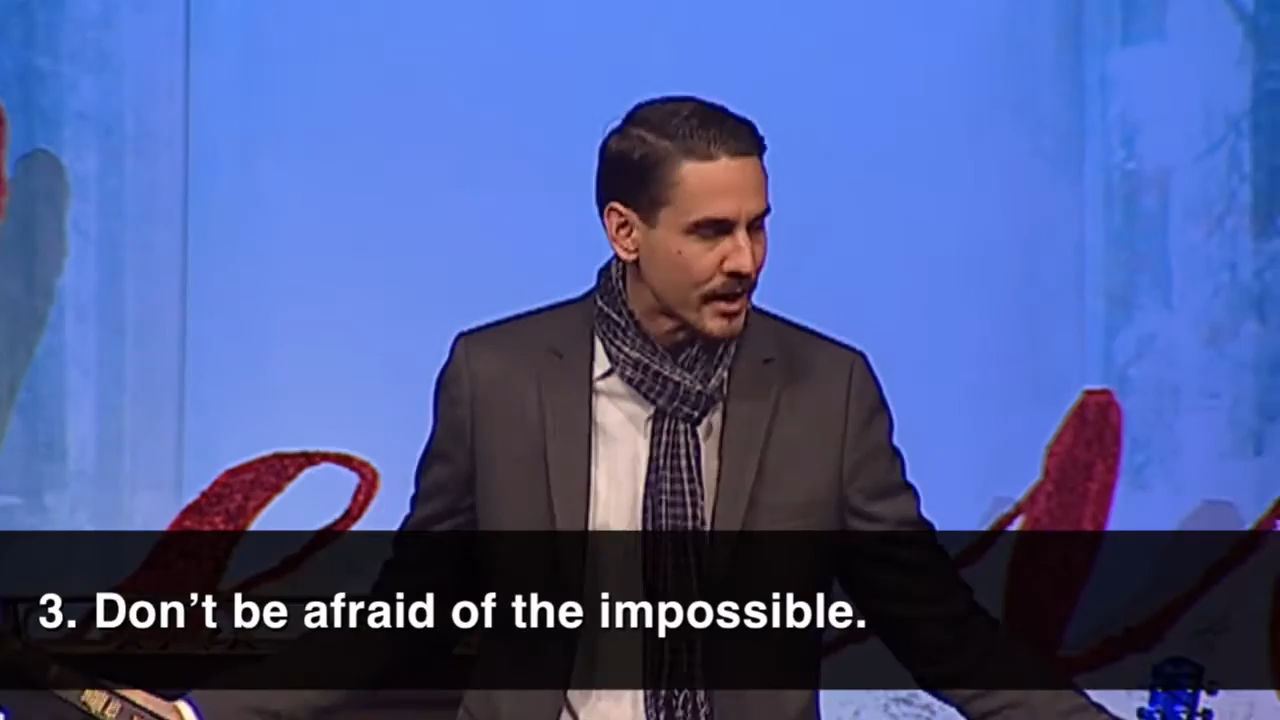 3. Don’t be afraid of the impossible.